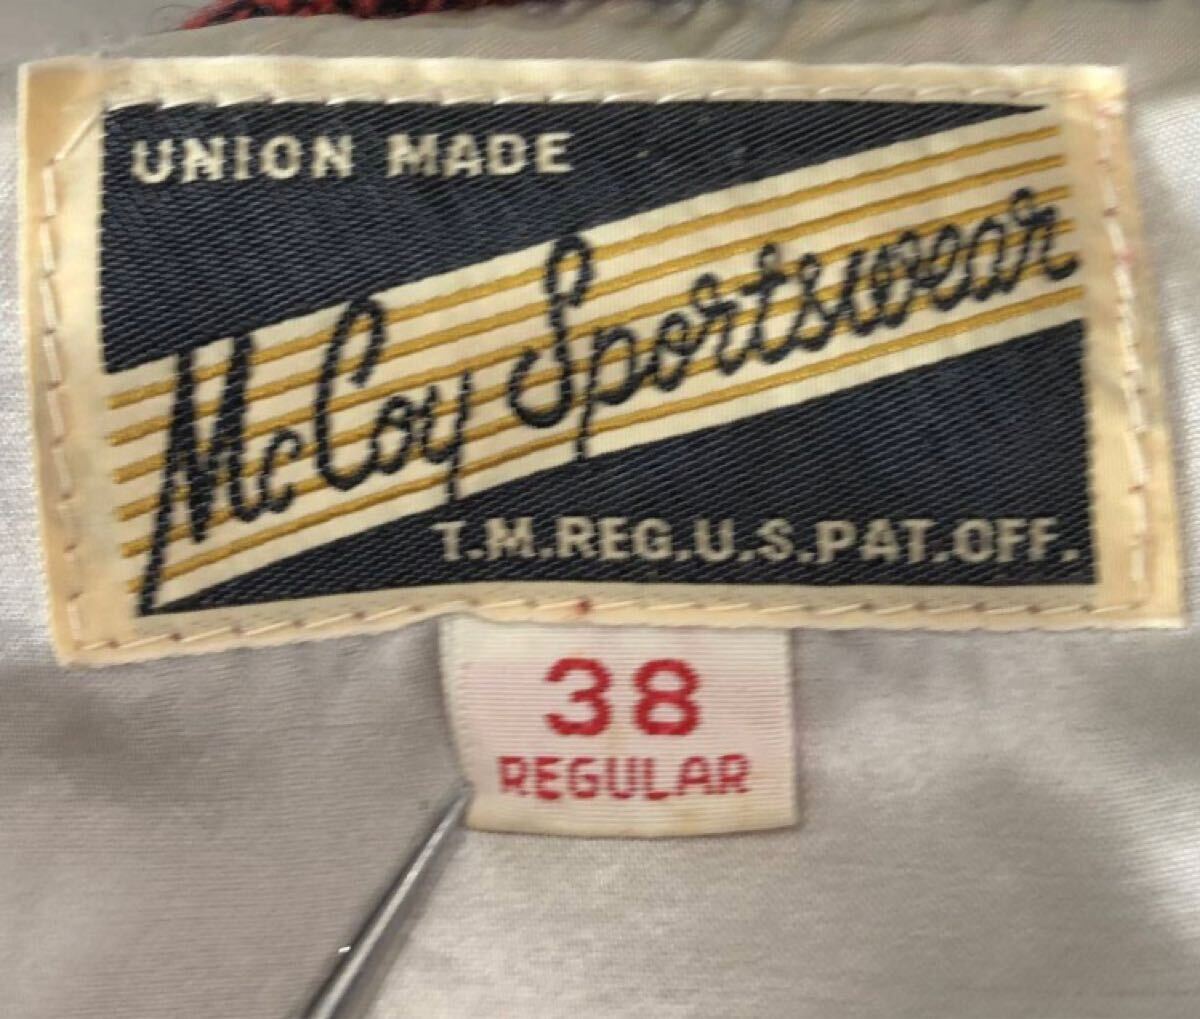 UNION MADE
McCoy Sportswear
T.M.REG.U.S.PAT.OFF.
38
REGULAR